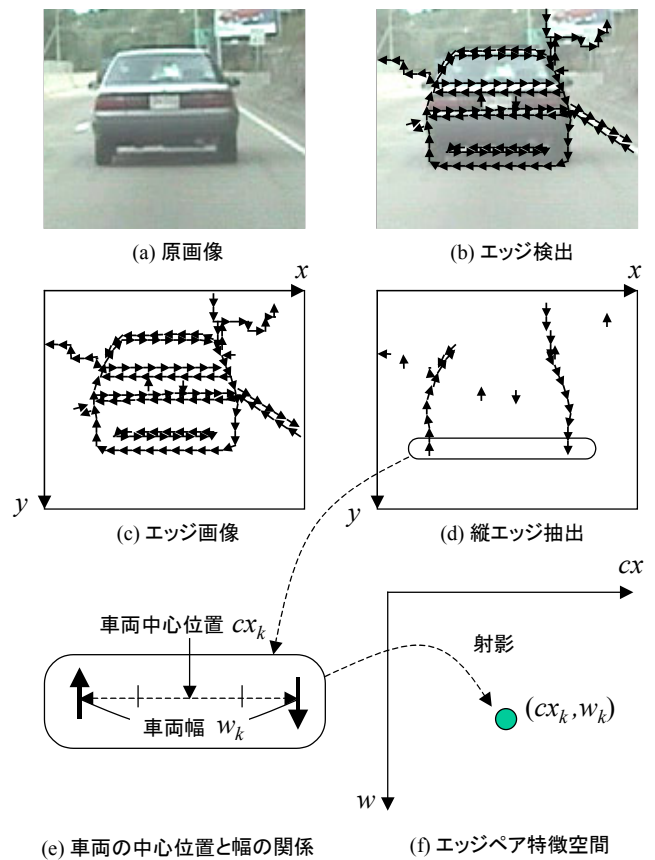 (a) 原画像
(b) エッジ検出
x
x
y
y
(c) エッジ画像
(d) 縦エッジ抽出
cx
車両中心位置 cx_k
射影
車両幅 w_k
(cx_k,w_k)
w
(e) 車両の中心位置と幅の関係
(f) エッジペア特徴空間